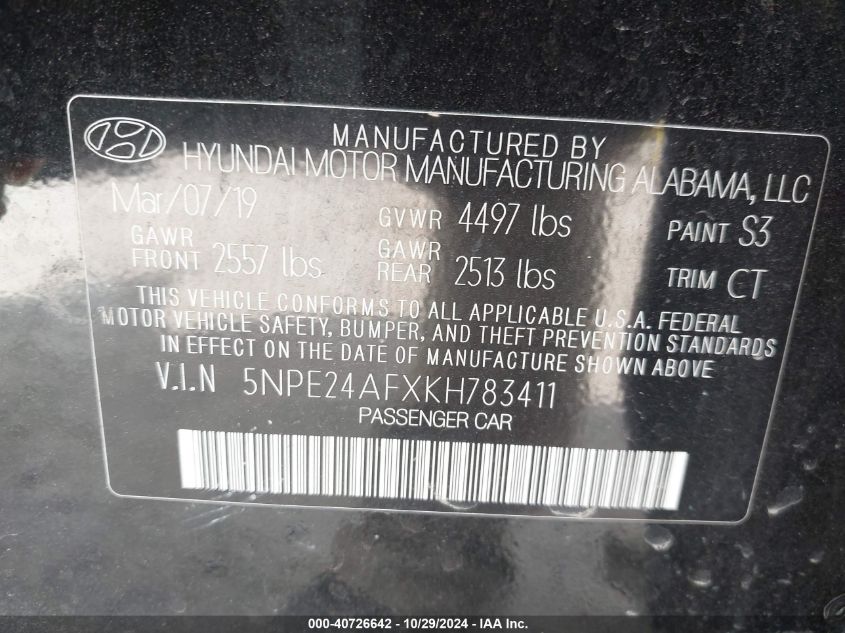 MANUFACTURED BY
HYUNDAI MOTOR MANUFACTURING ALABAMA, LLC
Mar/07/19 GVWR 4497 lbs PAINT S3
GAWR FRONT 2557 lbs GAWR REAR 2513 lbs TRIM CT
THIS VEHICLE CONFORMS TO ALL APPLICABLE U.S.A. FEDERAL
MOTOR VEHICLE SAFETY, BUMPER, AND THEFT PREVENTION STANDARDS
IN EFFECT ON THE DATE OF MANUFACTURE SHOWN ABOVE.
V.I.N 5NPE24AFXKH783411
PASSENGER CAR
000-40726642 - 10/29/2024 - IAA Inc.